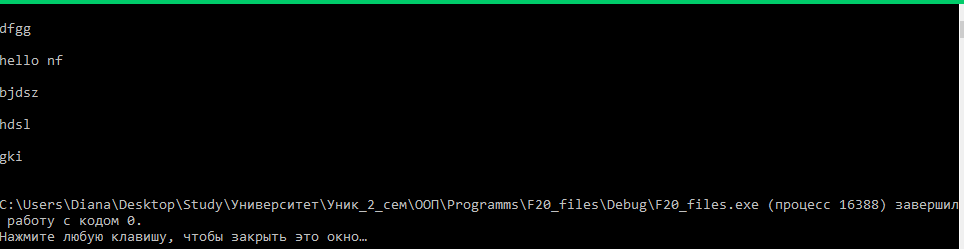 dfgg
hello nf
bjdsz
hdsl
gki
C:\Users\Diana\Desktop\Study\Университет\Уник_2_сем\ООП\Programms\F20_files\Debug\F20_files.exe (процесс 16388) завершил
работу с кодом 0.
Нажмите любую клавишу, чтобы закрыть это окно…